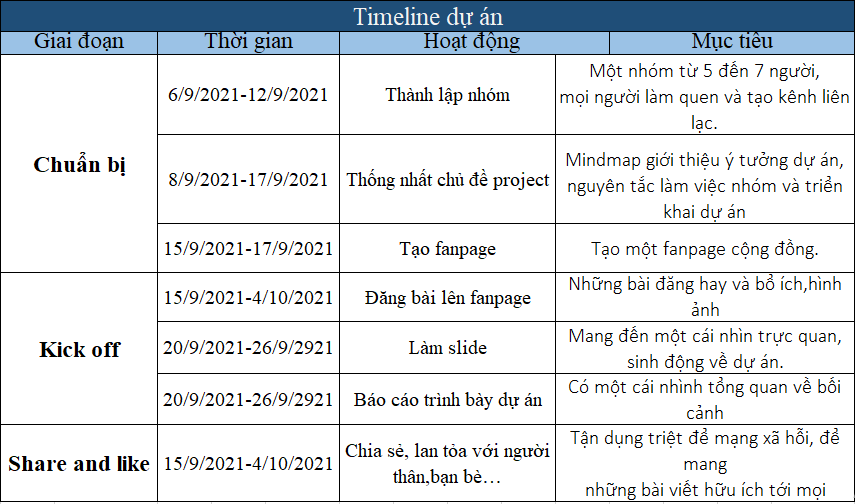 Timeline dự án
Giai đoạn Thời gian Hoạt động Mục tiêu
Chuẩn bị
6/9/2021-12/9/2021
Thành lập nhóm
Một nhóm từ 5 đến 7 người,
mọi người làm quen và tạo kênh liên
lạc.
8/9/2021-17/9/2021
Thống nhất chủ đề project
Mindmap giới thiệu ý tưởng dự án,
nguyên tắc làm việc nhóm và triển
khai dự án
15/9/2021-17/9/2021
Tạo fanpage
Tạo một fanpage cộng đồng.
Kick off
15/9/2021-4/10/2021
Đăng bài lên fanpage
Những bài đăng hay và bổ ích,hình
ảnh
20/9/2021-26/9/2921
Làm slide
Mang đến một cái nhìn trực quan,
sinh động về dự án.
20/9/2021-26/9/2921
Báo cáo trình bày dự án
Có một cái nhình tổng quan về bối
cảnh
Share and like
15/9/2021-4/10/2021
Chia sẻ, lan tỏa với người
thân,bạn bè…
Tận dụng triệt để mạng xã hỗi, để
mang
những bài viết hữu ích tới mọi